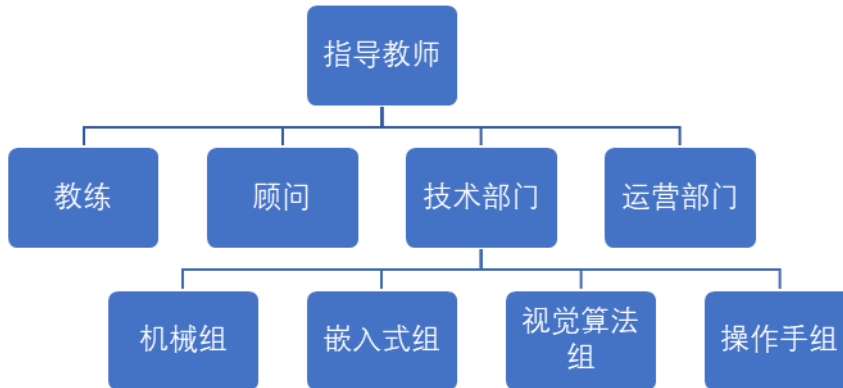 指导教师
教练
顾问
技术部门
运营部门
机械组
嵌入式组
视觉算法
组
操作手组